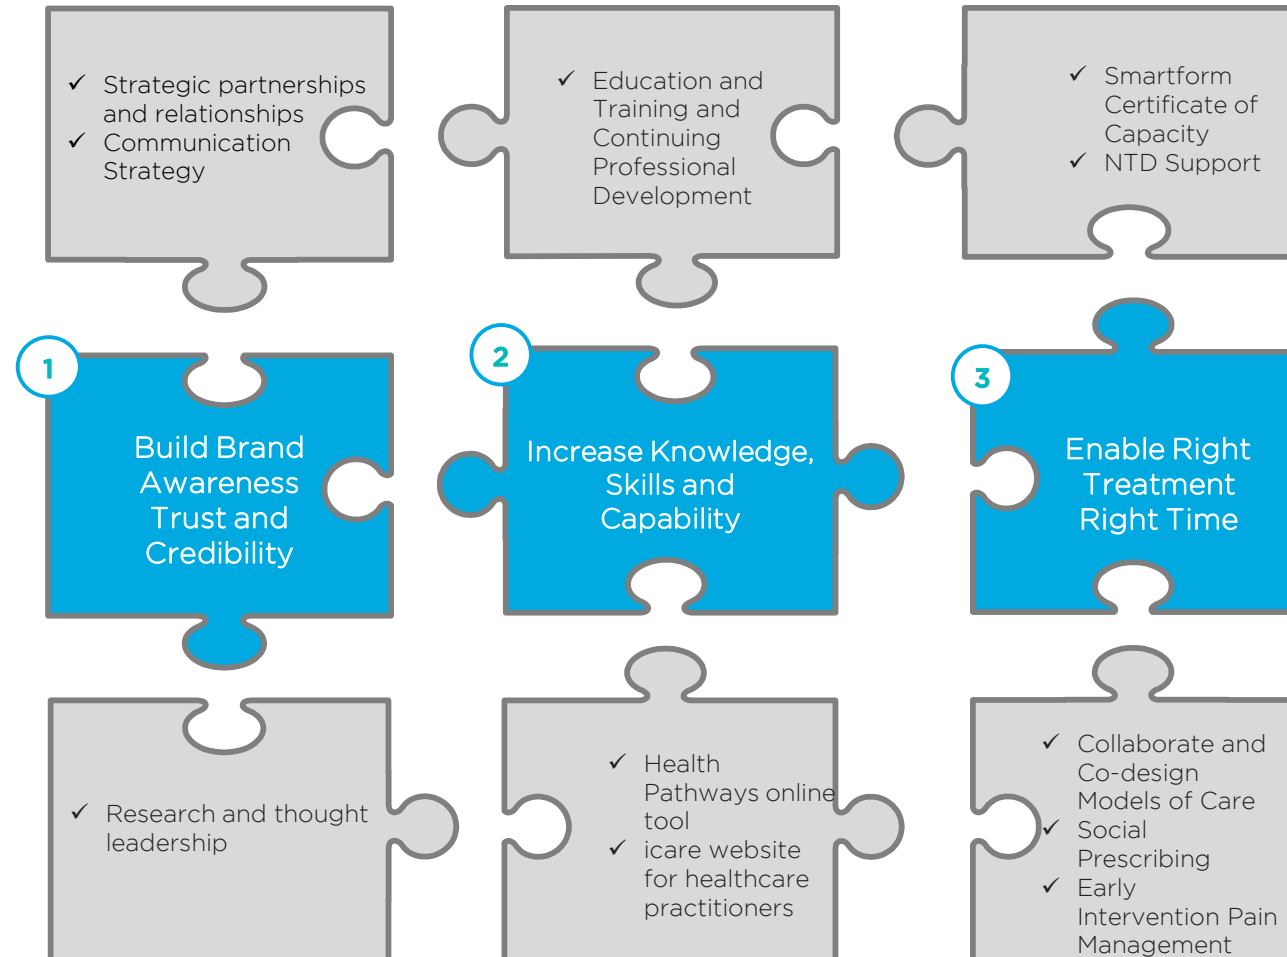 ✓ Strategic partnerships
and relationships
✓ Communication
Strategy
✓ Education and
Training and
Continuing
Professional
Development
✓ Smartform
Certificate of
Capacity
✓ NTD Support
1
Build Brand
Awareness
Trust and
Credibility
2
Increase Knowledge,
Skills and
Capability
3
Enable Right
Treatment
Right Time
✓ Research and thought
leadership
✓ Health
Pathways online
tool
✓ icare website
for healthcare
practitioners
✓ Collaborate and
Co-design
Models of Care
✓ Social
Prescribing
✓ Early
Intervention Pain
Management